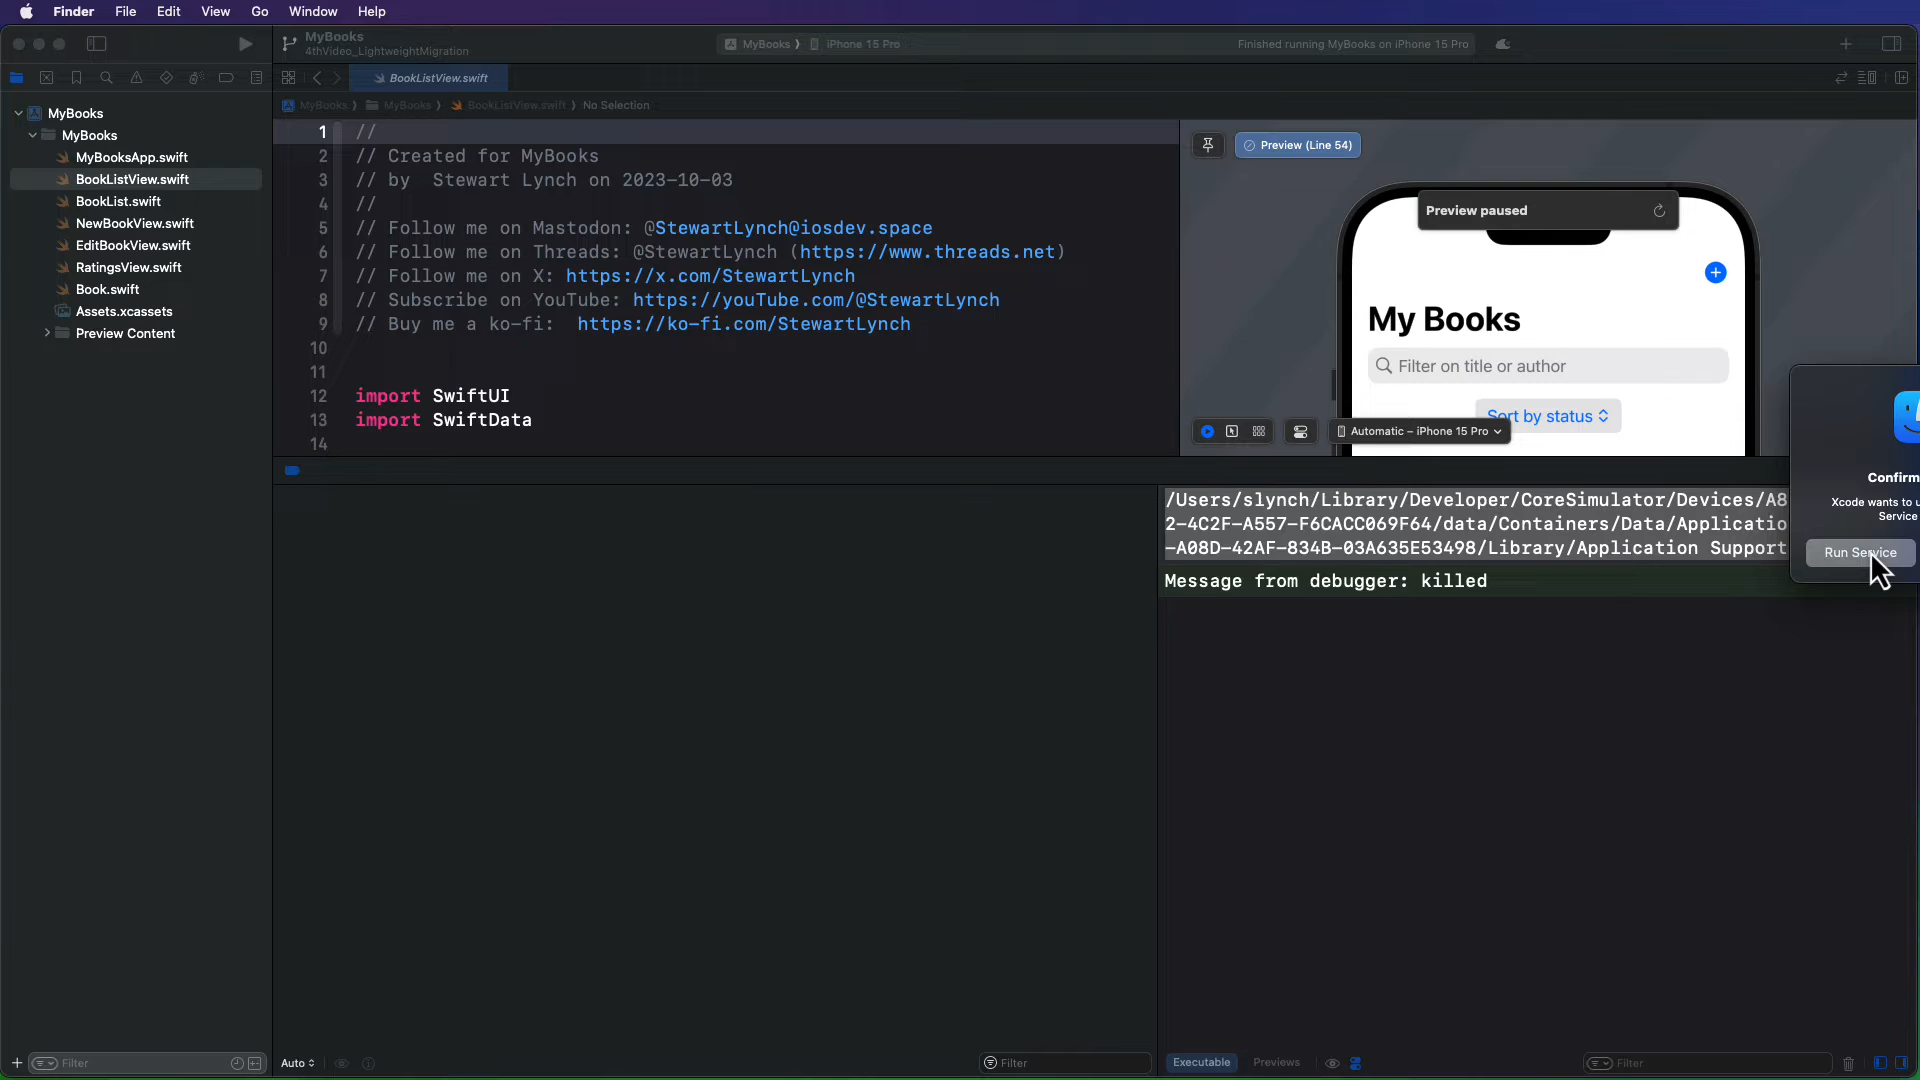 Finder File Edit View Go Window Help
MyBooks
4thVideo_LightweightMigration
MyBooks
iPhone 15 Pro
Finished running MyBooks on iPhone 15 Pro
BookListView.swift
MyBooks
MyBooks
BookListView.swift
No Selection
MyBooks
MyBooks
MyBooksApp.swift
BookListView.swift
BookList.swift
NewBookView.swift
EditBookView.swift
RatingsView.swift
Book.swift
Assets.xcassets
Preview Content
1 //
2 // Created for MyBooks
3 // by  Stewart Lynch on 2023-10-03
4 //
5 // Follow me on Mastodon: @StewartLynch@iosdev.space
6 // Follow me on Threads: @StewartLynch (https://www.threads.net)
7 // Follow me on X: https://x.com/StewartLynch
8 // Subscribe on YouTube: https://youTube.com/@StewartLynch
9 // Buy me a ko-fi:  https://ko-fi.com/StewartLynch
10
11
12 import SwiftUI
13 import SwiftData
14
Preview (Line 54)
Preview paused
My Books
Filter on title or author
Sort by status
Automatic – iPhone 15 Pro
Confirm
Xcode wants to u
Service
Run Service
/Users/slynch/Library/Developer/CoreSimulator/Devices/A8
2-4C2F-A557-F6CACC069F64/data/Containers/Data/Applicatio
-A08D-42AF-834B-03A635E53498/Library/Application Support
Message from debugger: killed
Filter
Auto
Filter
Executable
Previews
Filter